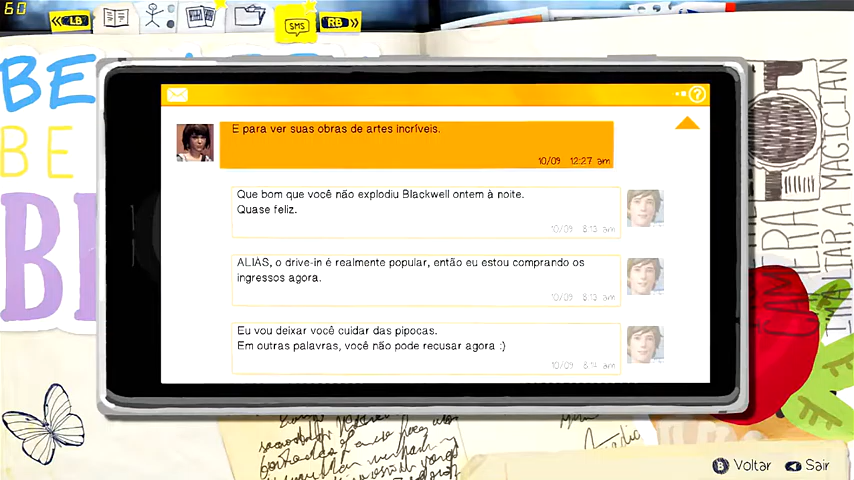 60
LB
SMS
RB
BE
BE
E para ver suas obras de artes incríveis.
10/09 12:27 am
Que bom que você não explodiu Blackwell ontem à noite.
Quase feliz.
10/09 8:13 am
ALIAS, o drive-in é realmente popular, então eu estou comprando os
ingressos agora.
10/09 8:13 am
Eu vou deixar você cuidar das pipocas.
Em outras palavras, você não pode recusar agora :)
10/09 8:14 am
CAMERA
MAGICIAN
B Voltar
Sair